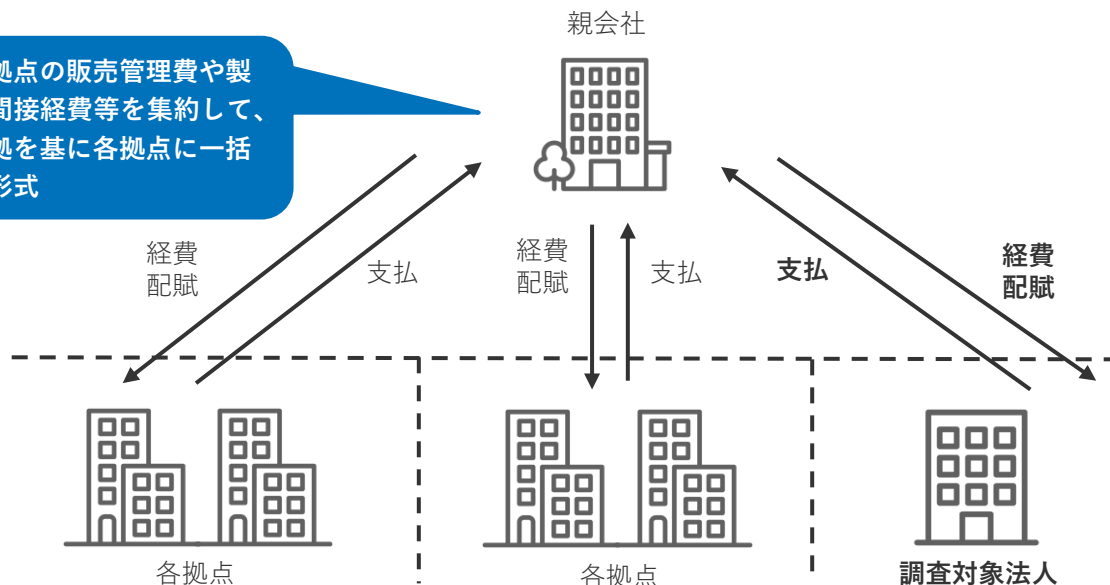 親会社
拠点の販売管理費や製
間接経費等を集約して、
拠を基に各拠点に一括
形式
経費
配賦
支払
経費
配賦
支払
支払
経費
配賦
各拠点
各拠点
調査対象法人